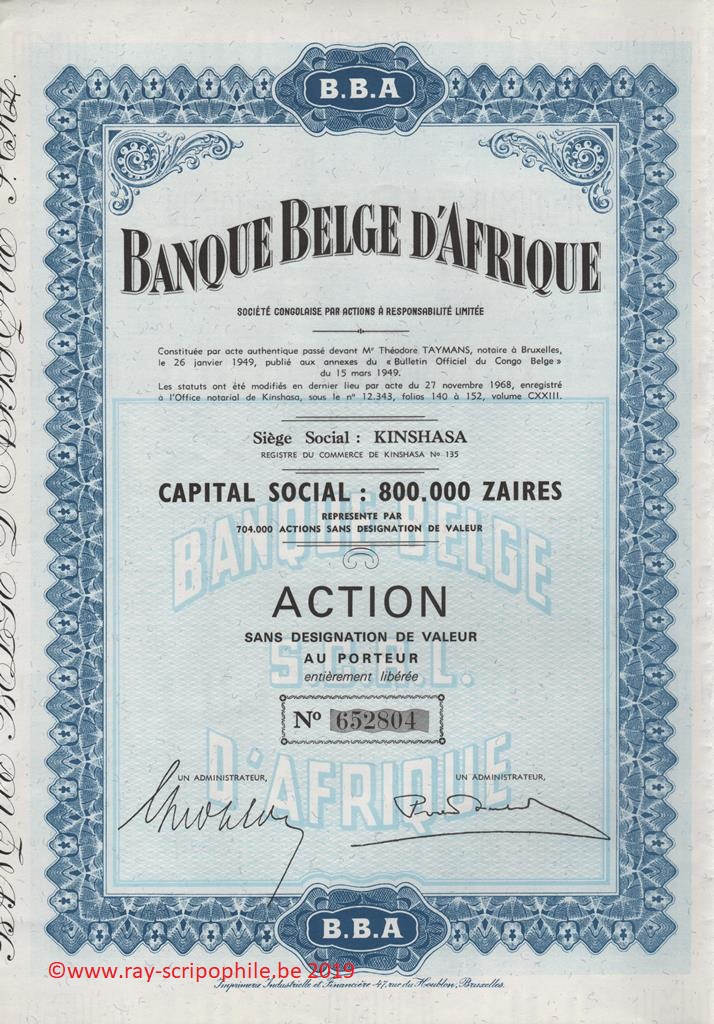 B.B.A
BANQUE BELGE D'AFRIQUE
SOCIÉTÉ CONGOLAISE PAR ACTIONS A RESPONSABILITÉ LIMITÉE
Constituée par acte authentique passé devant Mᵉ Théodore TAYMANS, notaire à Bruxelles,
le 26 janvier 1949, publié aux annexes du « Bulletin Officiel du Congo Belge »
du 15 mars 1949.
Les statuts ont été modifiés en dernier lieu par acte du 27 novembre 1968, enregistré
à l'Office notarial de Kinshasa, sous le nº 12.343, folios 140 à 152, volume CXXIII.
Siège Social : KINSHASA
REGISTRE DU COMMERCE DE KINSHASA Nº 135
CAPITAL SOCIAL : 800.000 ZAIRES
REPRESENTE PAR
704.000 ACTIONS SANS DESIGNATION DE VALEUR
BANQUE BELGE
ACTION
SANS DESIGNATION DE VALEUR
S.C.A.R.L.
AU PORTEUR
entièrement libérée
Nº 652804
D'AFRIQUE
UN ADMINISTRATEUR,
UN ADMINISTRATEUR,
B.B.A
©www.ray-scripophile.be 2019
Imprimerie Industrielle et Financière - 47, rue du Houblon, Bruxelles.